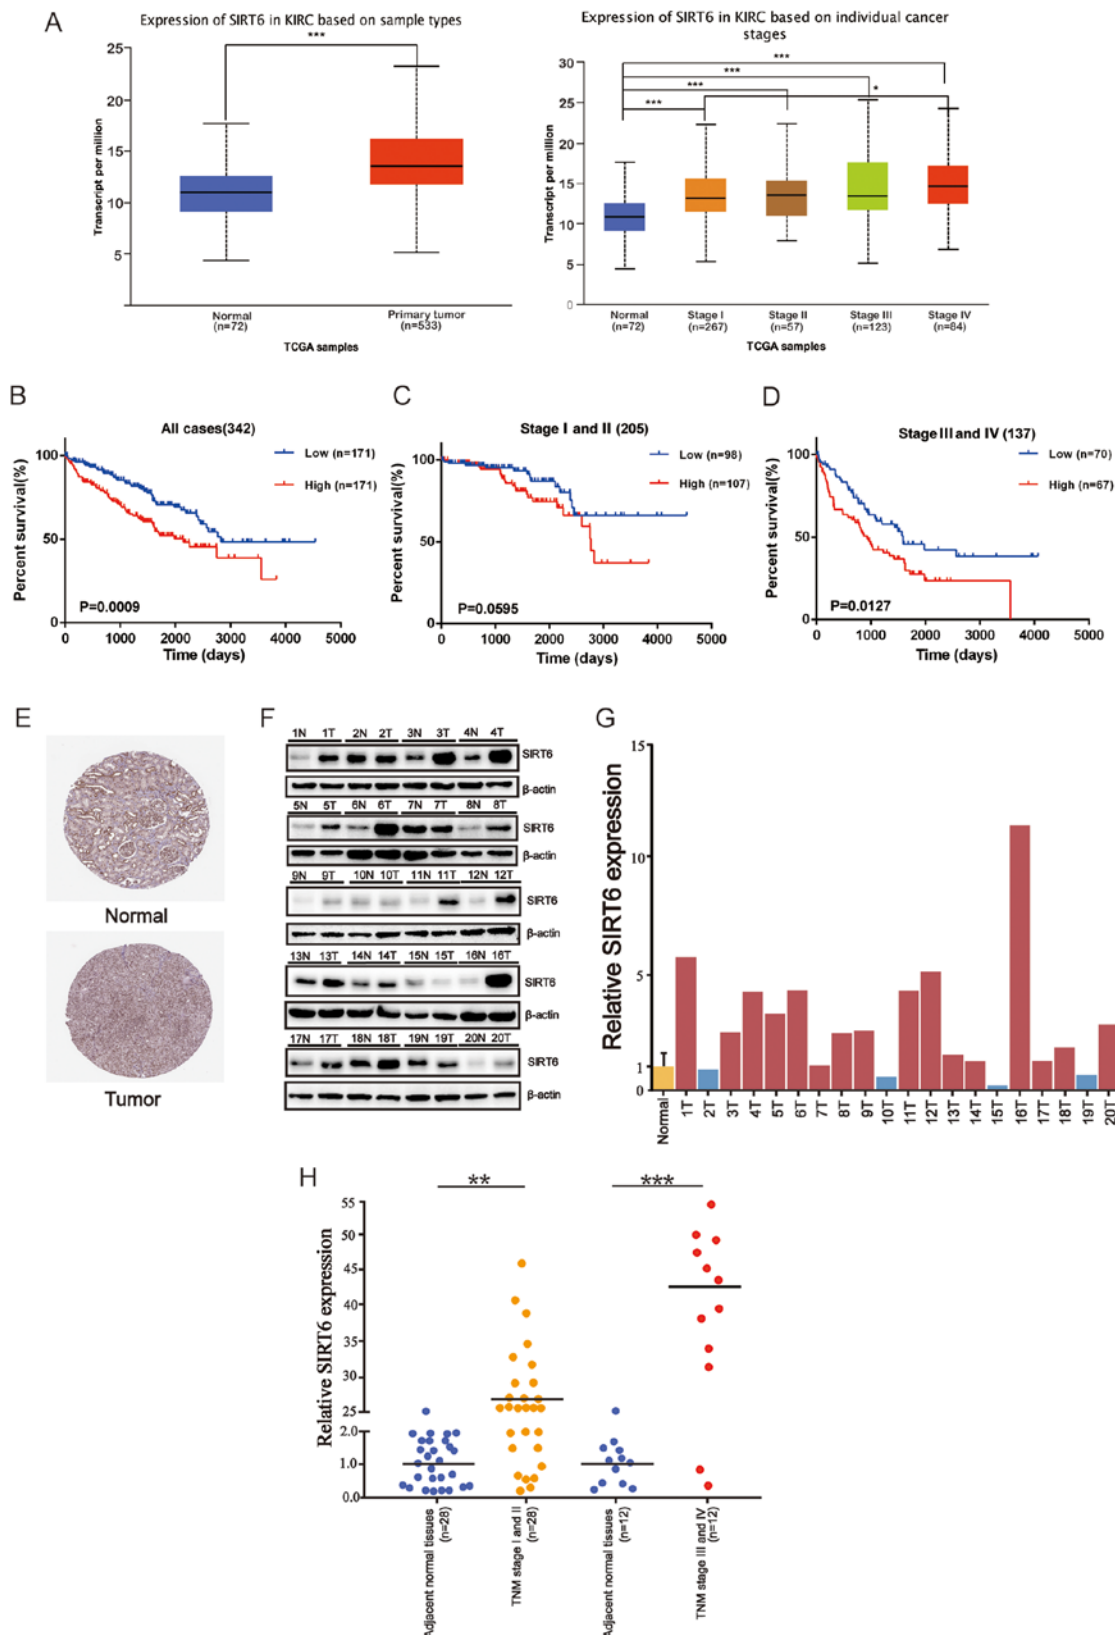 A
Expression of SIRT6 in KIRC based on sample types
***
25
20
15
10
5
Transcript per million
Normal
(n=72)
Primary tumor
(n=533)
TCGA samples
Expression of SIRT6 in KIRC based on individual cancer
stages
***
***
***
***
*
30
25
20
15
10
5
0
Transcript per million
Normal
(n=72)
Stage I
(n=267)
Stage II
(n=57)
Stage III
(n=123)
Stage IV
(n=84)
TCGA samples
B
All cases(342)
Low (n=171)
High (n=171)
Percent survival(%)
100
50
0
P=0.0009
0 1000 2000 3000 4000 5000
Time (days)
C
Stage I and II (205)
Low (n=98)
High (n=107)
Percent survival(%)
100
50
0
P=0.0595
0 1000 2000 3000 4000 5000
Time (days)
D
Stage III and IV (137)
Low (n=70)
High (n=67)
Percent survival(%)
100
50
0
P=0.0127
0 1000 2000 3000 4000 5000
Time (days)
E
Normal
Tumor
F
1N 1T 2N 2T 3N 3T 4N 4T
SIRT6
β-actin
5N 5T 6N 6T 7N 7T 8N 8T
SIRT6
β-actin
9N 9T 10N 10T 11N 11T 12N 12T
SIRT6
β-actin
13N 13T 14N 14T 15N 15T 16N 16T
SIRT6
β-actin
17N 17T 18N 18T 19N 19T 20N 20T
SIRT6
β-actin
G
Relative SIRT6 expression
15
10
5
1
0
Normal 1T 2T 3T 4T 5T 6T 7T 8T 9T 10T 11T 12T 13T 14T 15T 16T 17T 18T 19T 20T
H
** ***
Relative SIRT6 expression
55
50
45
35
30
25
2.0
1.0
0.0
Adjacent normal tissues
(n=28)
TNM stage I and II
(n=28)
Adjacent normal tissues
(n=12)
TNM stage III and IV
(n=12)